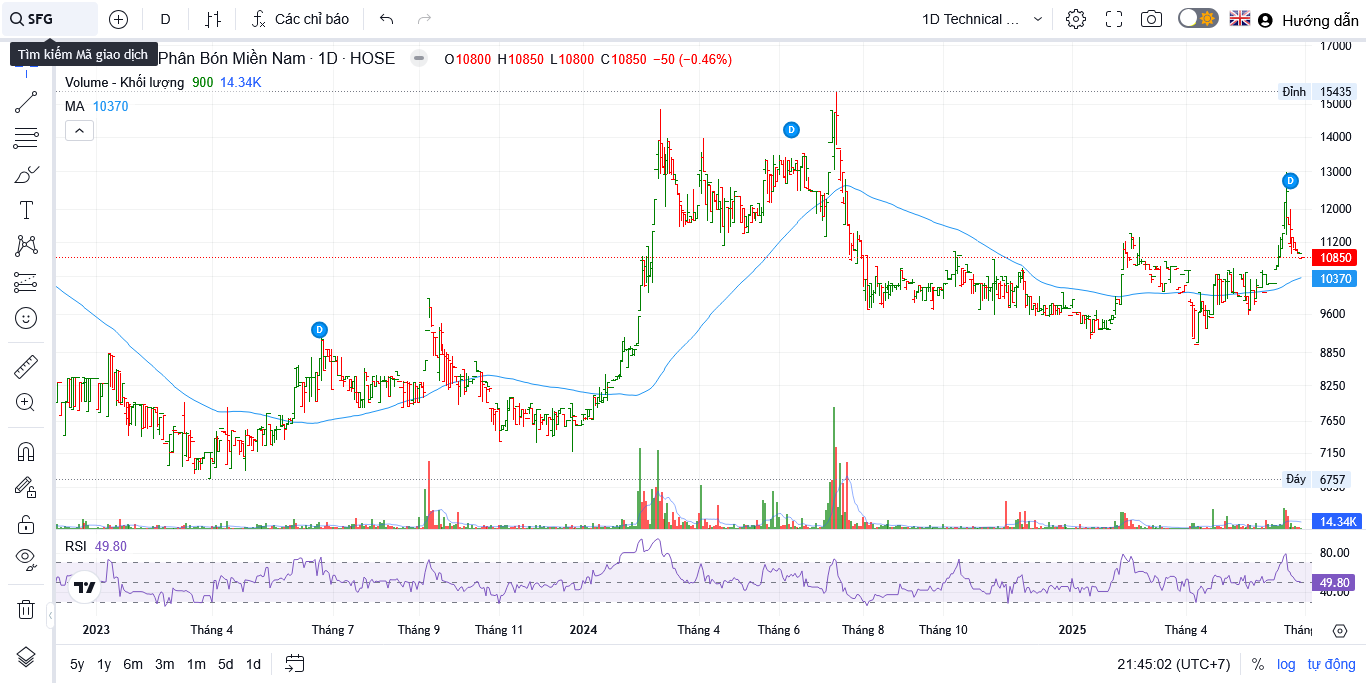 SFG D Các chỉ báo 1D Technical ... Hướng dẫn
Tìm kiếm Mã giao dịch
Phân Bón Miền Nam · 1D · HOSE O10800 H10850 L10800 C10850 −50 (−0.46%)
Volume - Khối lượng 900 14.34K
MA 10370
17000
Đỉnh 15435
15000
14000
D
13000
D
12000
11200
10850
10370
9600
D
8850
8250
7650
7150
Đáy 6757
14.34K
RSI 49.80
80.00
49.80
40.00
2023 Tháng 4 Tháng 7 Tháng 9 Tháng 11 2024 Tháng 4 Tháng 6 Tháng 8 Tháng 10 2025 Tháng 4 Thán
5y 1y 6m 3m 1m 5d 1d 21:45:02 (UTC+7) % log tự động